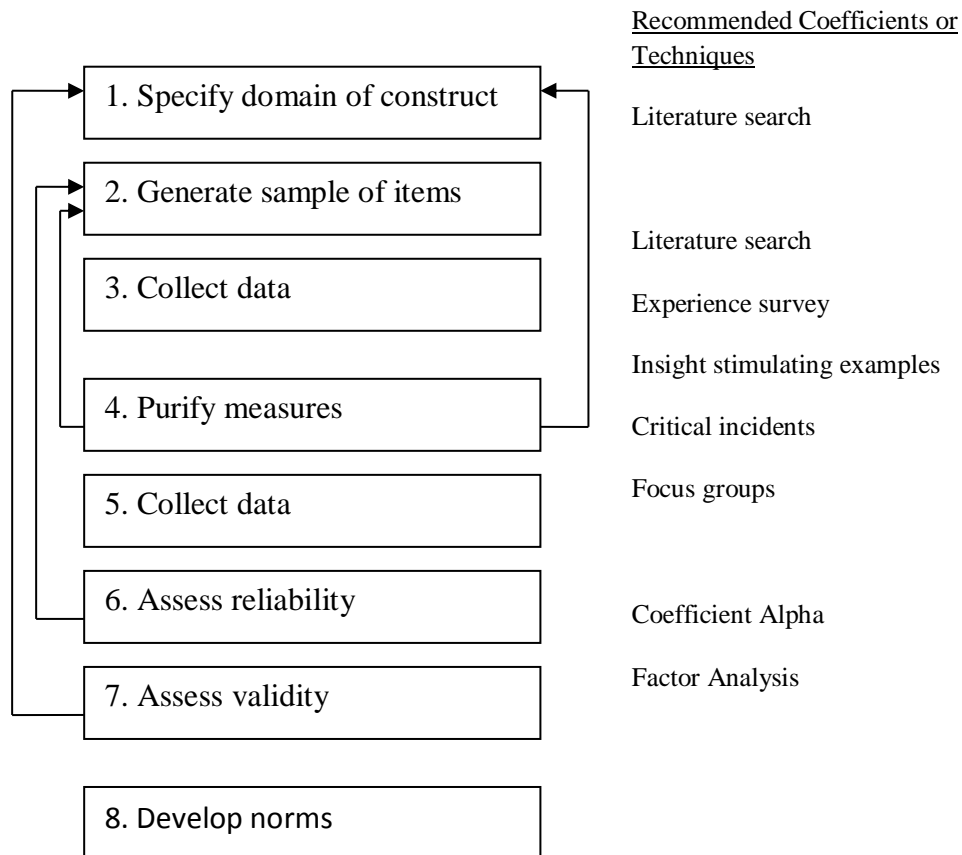 Recommended Coefficients or
Techniques
1. Specify domain of construct
Literature search
2. Generate sample of items
Literature search
3. Collect data
Experience survey
Insight stimulating examples
4. Purify measures
Critical incidents
5. Collect data
Focus groups
6. Assess reliability
Coefficient Alpha
7. Assess validity
Factor Analysis
8. Develop norms